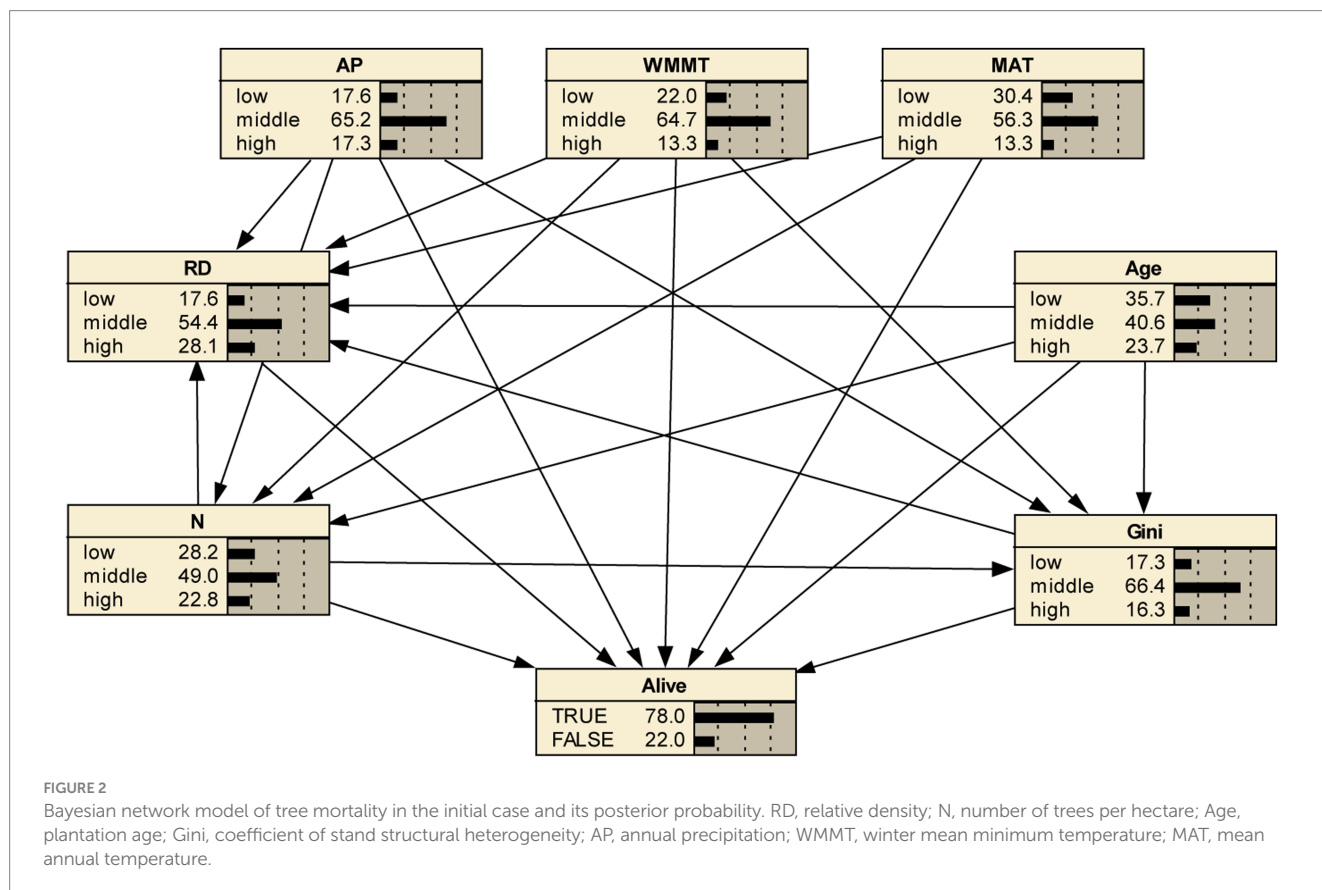 AP
low 17.6
middle 65.2
high 17.3
WMMT
low 22.0
middle 64.7
high 13.3
MAT
low 30.4
middle 56.3
high 13.3
RD
low 17.6
middle 54.4
high 28.1
Age
low 35.7
middle 40.6
high 23.7
N
low 28.2
middle 49.0
high 22.8
Gini
low 17.3
middle 66.4
high 16.3
Alive
TRUE 78.0
FALSE 22.0
FIGURE 2
Bayesian network model of tree mortality in the initial case and its posterior probability. RD, relative density; N, number of trees per hectare; Age,
plantation age; Gini, coefficient of stand structural heterogeneity; AP, annual precipitation; WMMT, winter mean minimum temperature; MAT, mean
annual temperature.